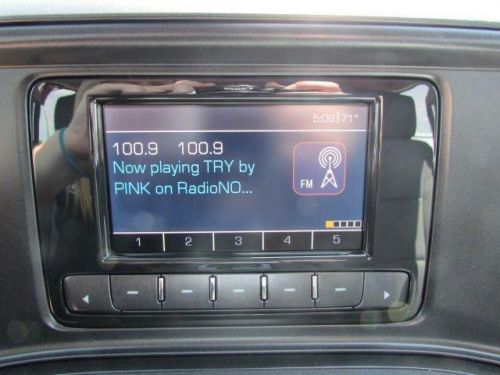 5:08 71°
100.9 100.9
Now playing TRY by
PINK on RadioNO...
FM
1 2 3 4 5